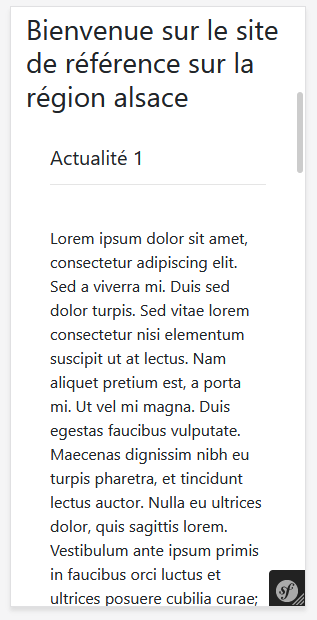 Bienvenue sur le site
de référence sur la
région alsace
Actualité 1
Lorem ipsum dolor sit amet,
consectetur adipiscing elit.
Sed a viverra mi. Duis sed
dolor turpis. Sed vitae lorem
consectetur nisi elementum
suscipit ut at lectus. Nam
aliquet pretium est, a porta
mi. Ut vel mi magna. Duis
egestas faucibus vulputate.
Maecenas dignissim nibh eu
turpis pharetra, et tincidunt
lectus auctor. Nulla eu ultrices
dolor, quis sagittis lorem.
Vestibulum ante ipsum primis
in faucibus orci luctus et
ultrices posuere cubilia curae;
sf